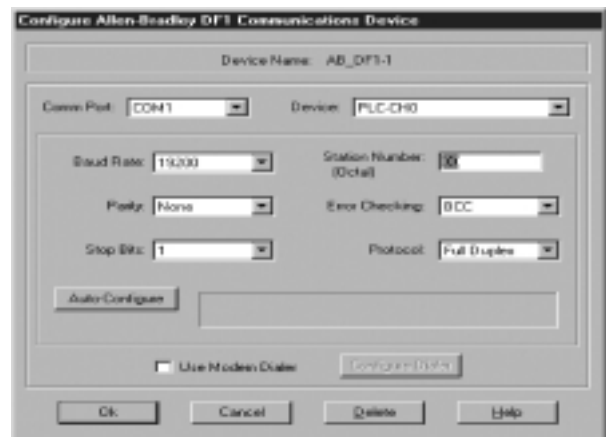 Configure Allen-Bradley DF1 Communications Device
Device Name: AB_DF1-1
Comm Port: COM1 Device: PLC-CH0
Baud Rate: 19200 Station Number:
(Octal)
Parity: None Error Checking: BCC
Stop Bits: 1 Protocol: Full Duplex
Auto-Configure
Use Modem Dialer Configure Dialer
Ok Cancel Delete Help